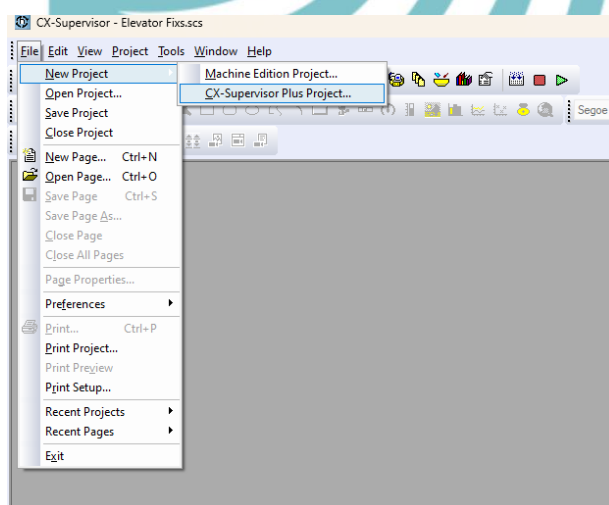 CX-Supervisor - Elevator Fixs.scs
File Edit View Project Tools Window Help
New Project
Machine Edition Project...
Open Project...
CX-Supervisor Plus Project...
Save Project
Segoe
Close Project
New Page... Ctrl+N
Open Page... Ctrl+O
Save Page Ctrl+S
Save Page As...
Close Page
Close All Pages
Page Properties...
Preferences
Print... Ctrl+P
Print Project...
Print Preview
Print Setup...
Recent Projects
Recent Pages
Exit